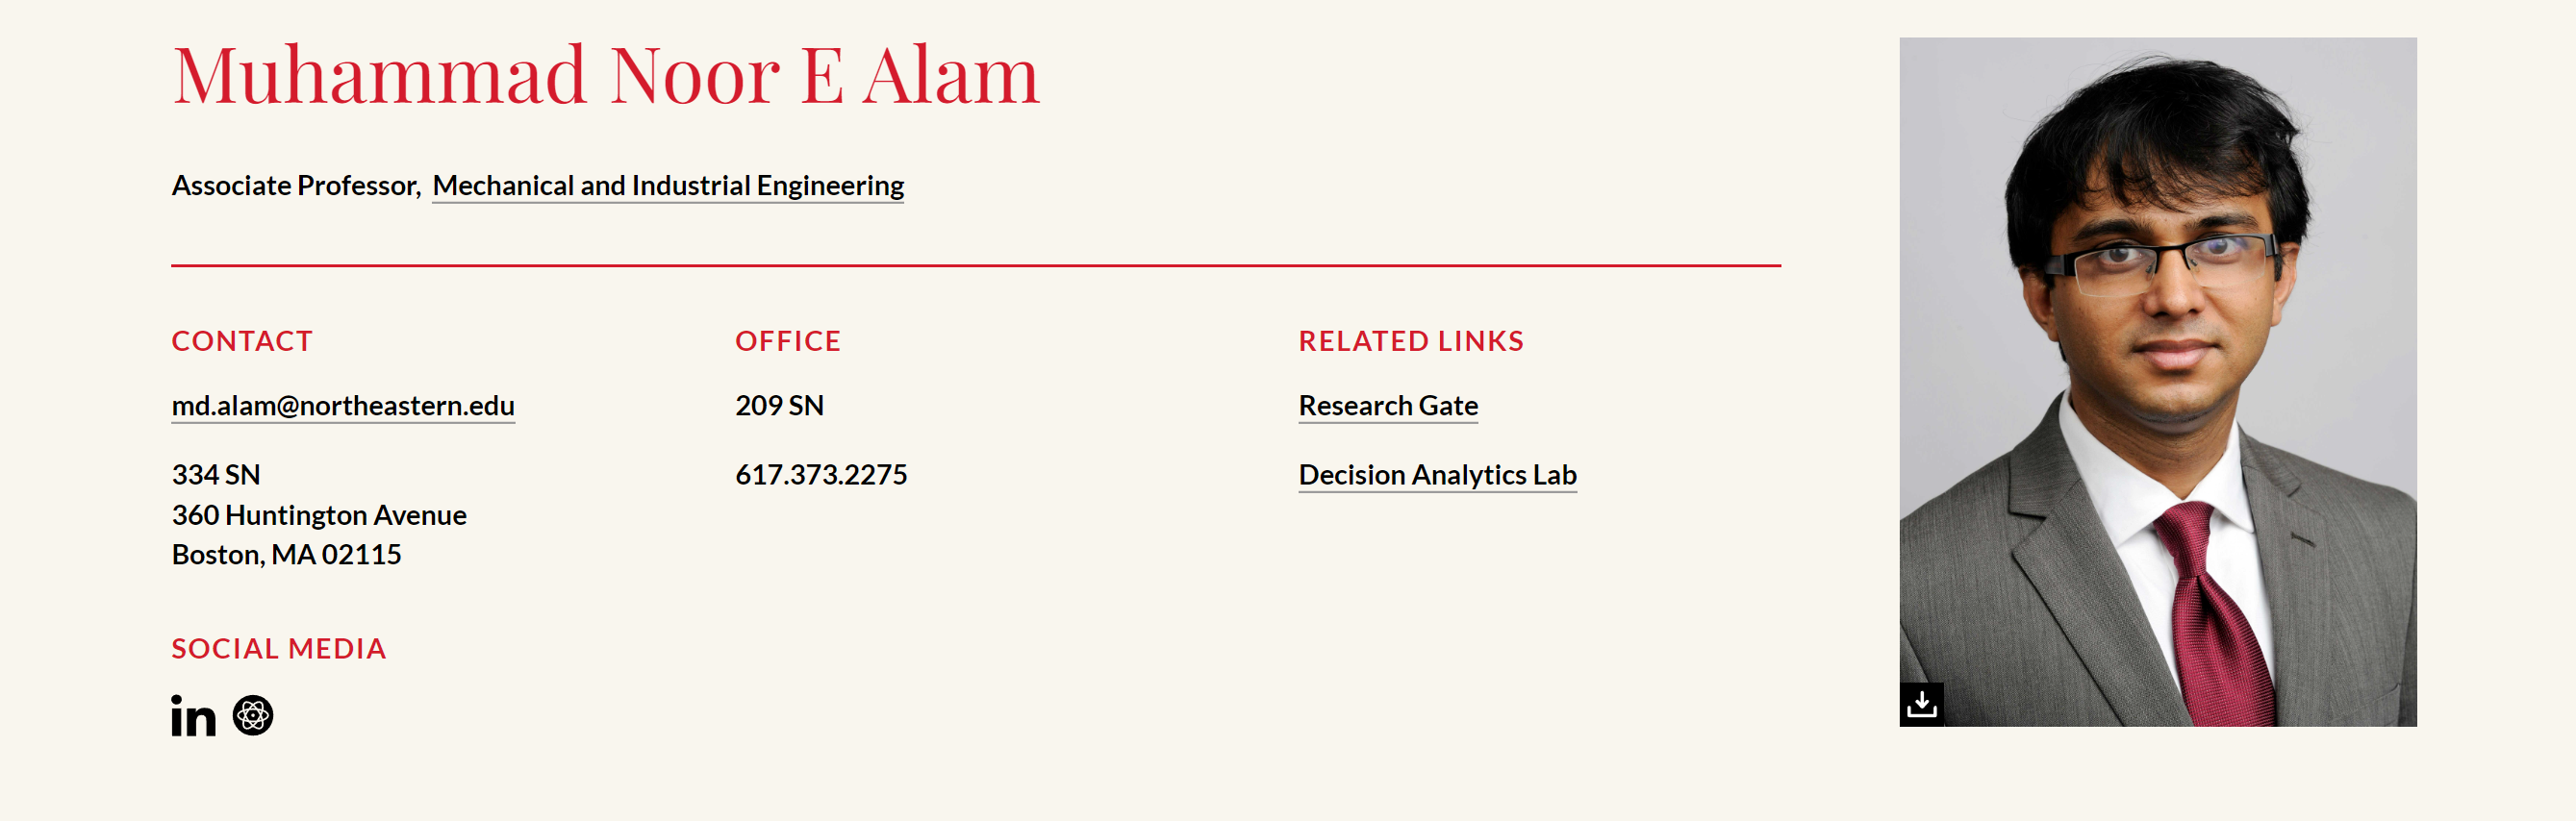 Muhammad Noor E Alam
Associate Professor, Mechanical and Industrial Engineering
CONTACT
md.alam@northeastern.edu
334 SN
360 Huntington Avenue
Boston, MA 02115
OFFICE
209 SN
617.373.2275
RELATED LINKS
Research Gate
Decision Analytics Lab
SOCIAL MEDIA
in